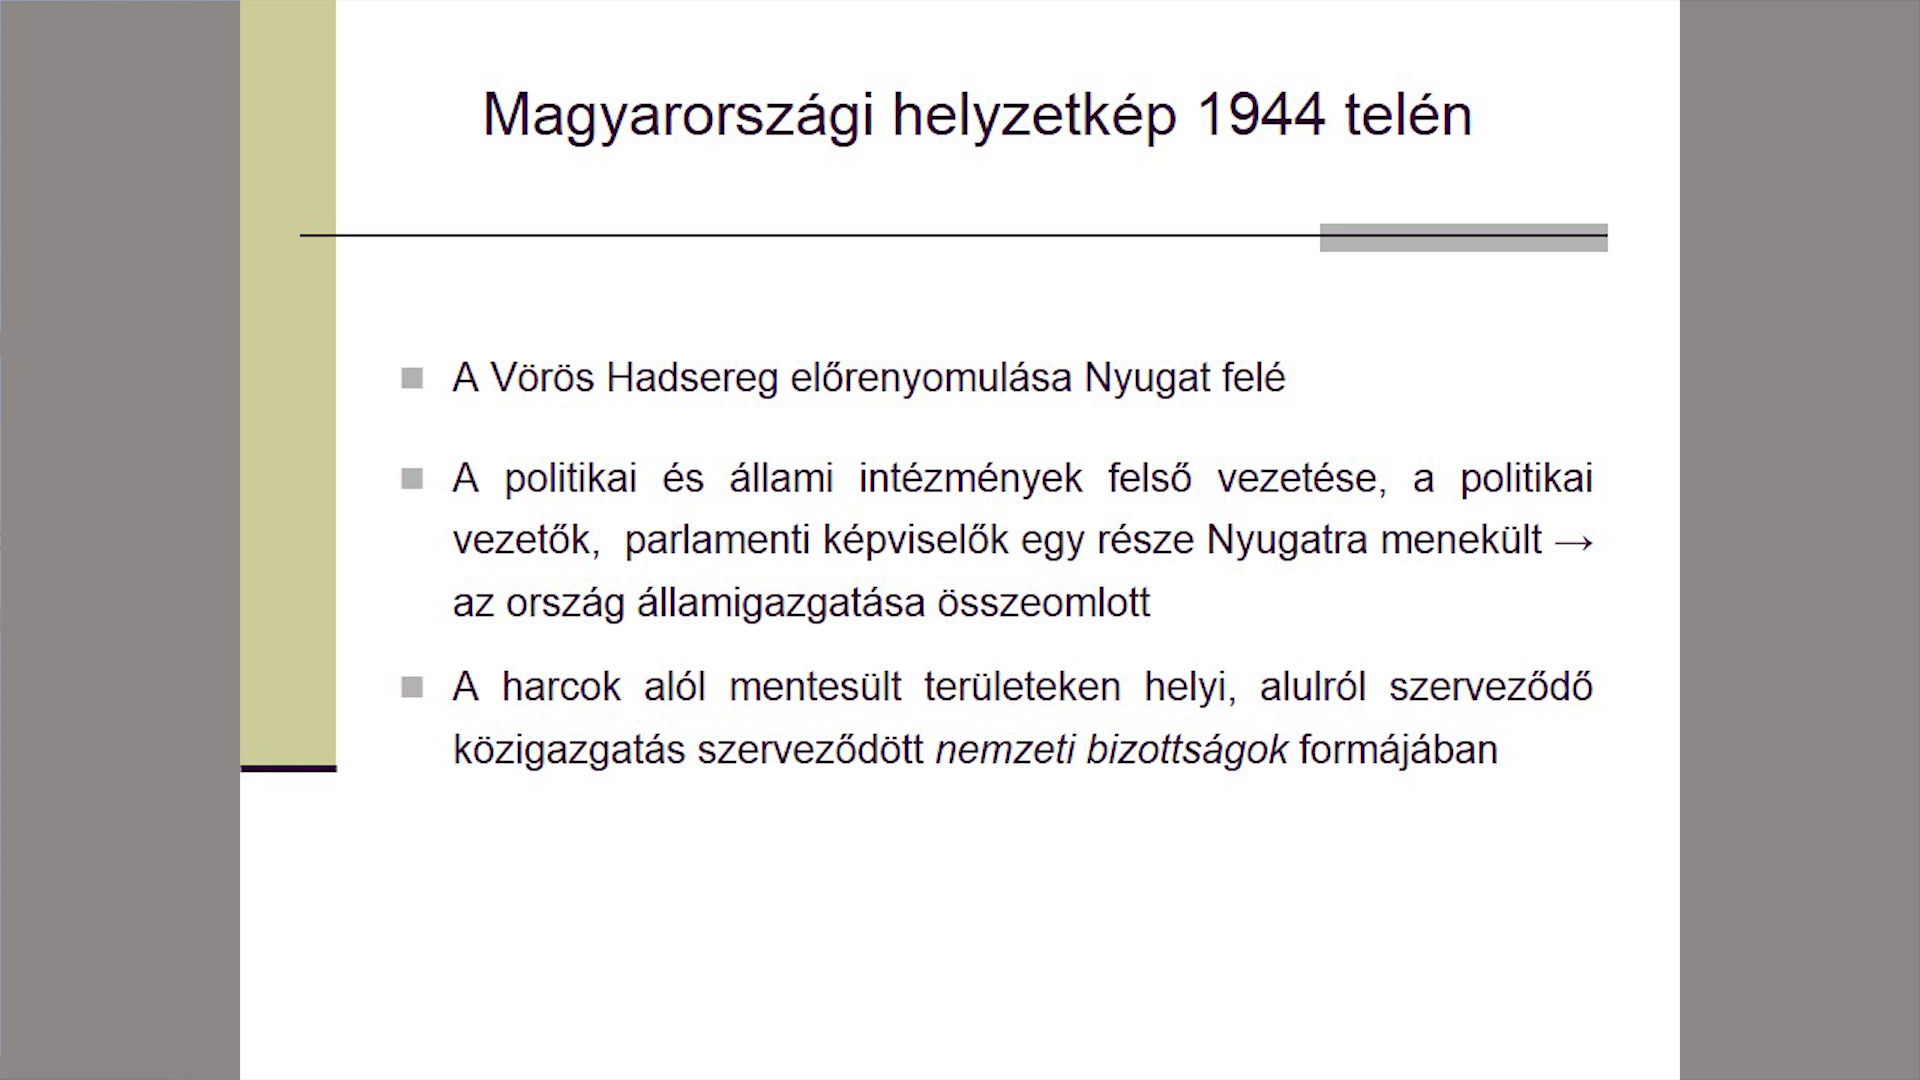 Magyarországi helyzetkép 1944 telén
A Vörös Hadsereg előrenyomulása Nyugat felé
A politikai és állami intézmények felső vezetése, a politikai
vezetők, parlamenti képviselők egy része Nyugatra menekült →
az ország államigazgatása összeomlott
A harcok alól mentesült területeken helyi, alulról szerveződő
közigazgatás szerveződött nemzeti bizottságok formájában